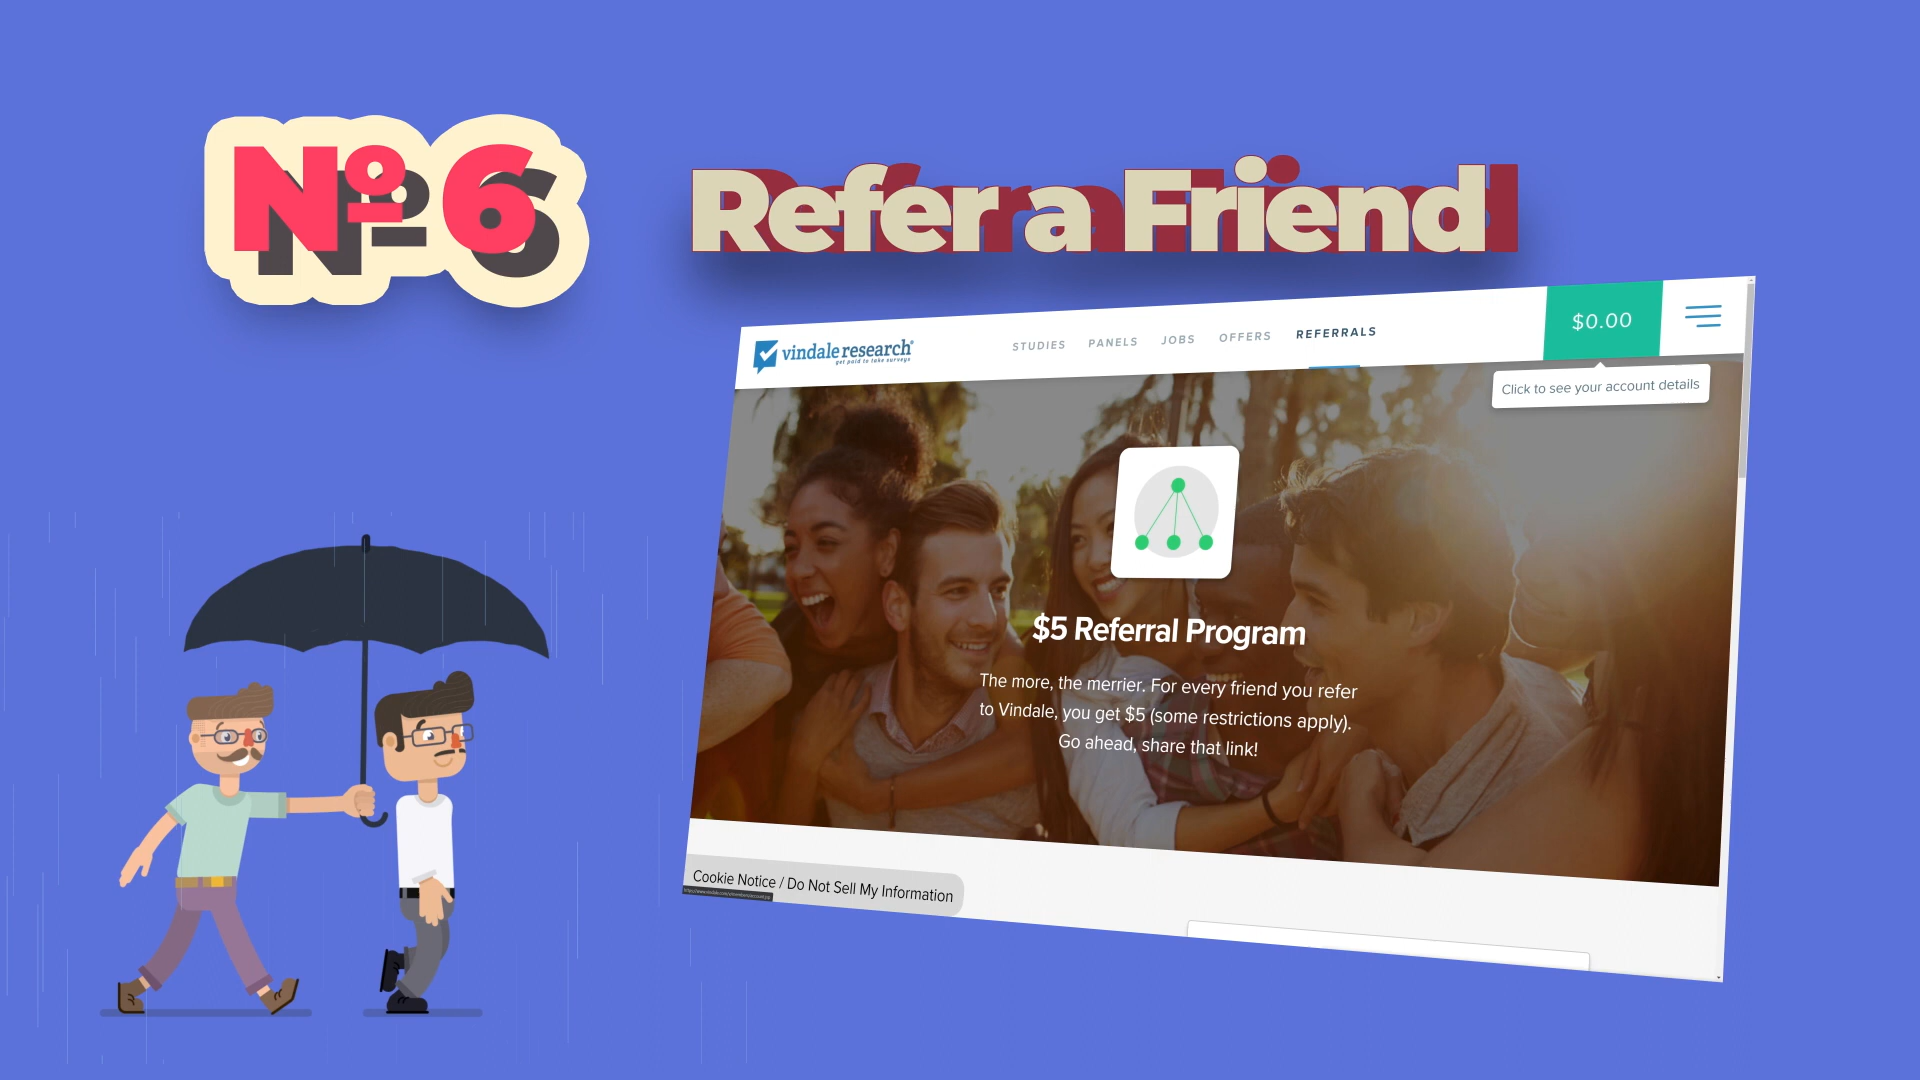 Nº 6
Refer a Friend
vindale research®
get paid to take surveys
STUDIES PANELS JOBS OFFERS REFERRALS
$0.00
Click to see your account details
$5 Referral Program
The more, the merrier. For every friend you refer
to Vindale, you get $5 (some restrictions apply).
Go ahead, share that link!
Cookie Notice / Do Not Sell My Information